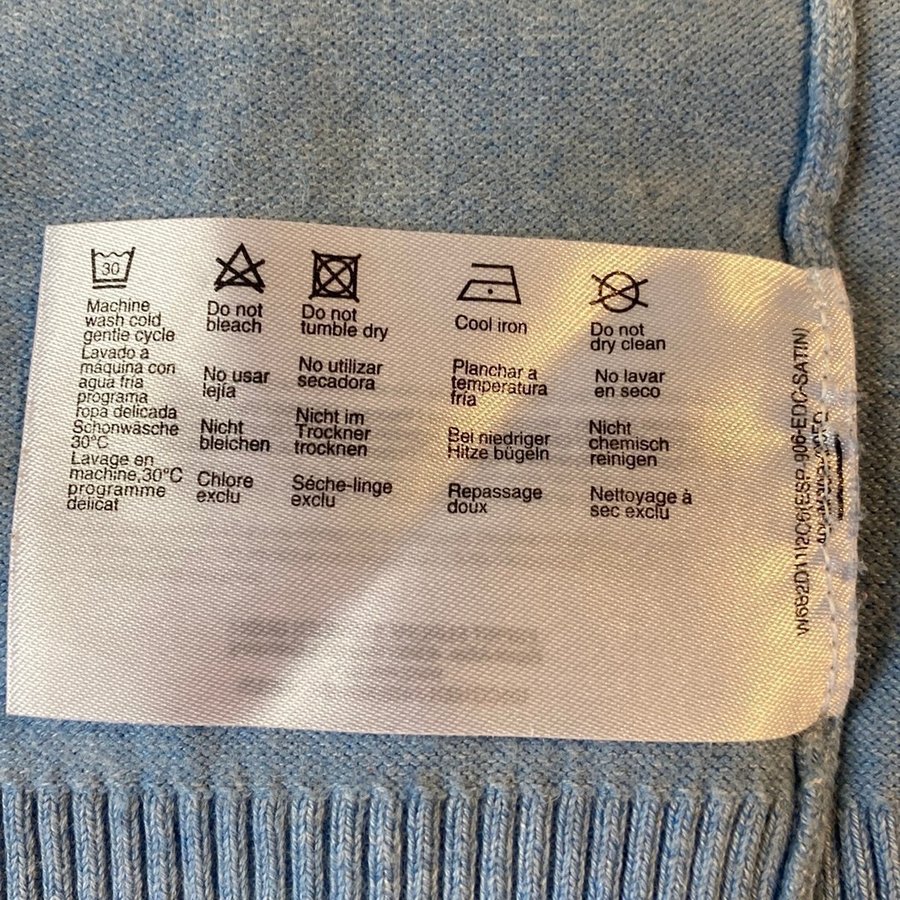 30
Machine
wash cold
gentle cycle
Lavado a
máquina con
agua fria
programa
ropa delicada
Schonwäsche
30°C
Lavage en
machine,30°C
programme
délicat
Do not
bleach
No usar
lejía
Nicht
bleichen
Chlore
exclu
Do not
tumble dry
No utilizar
secadora
Nicht im
Trockner
trocknen
Séche-linge
exclu
Cool iron
Planchar a
temperatura
fria
Bei niedriger
Hitze bügeln
Repassage
doux
Do not
dry clean
No lavar
en seco
Nicht
chemisch
reinigen
Nettoyage à
sec exclu